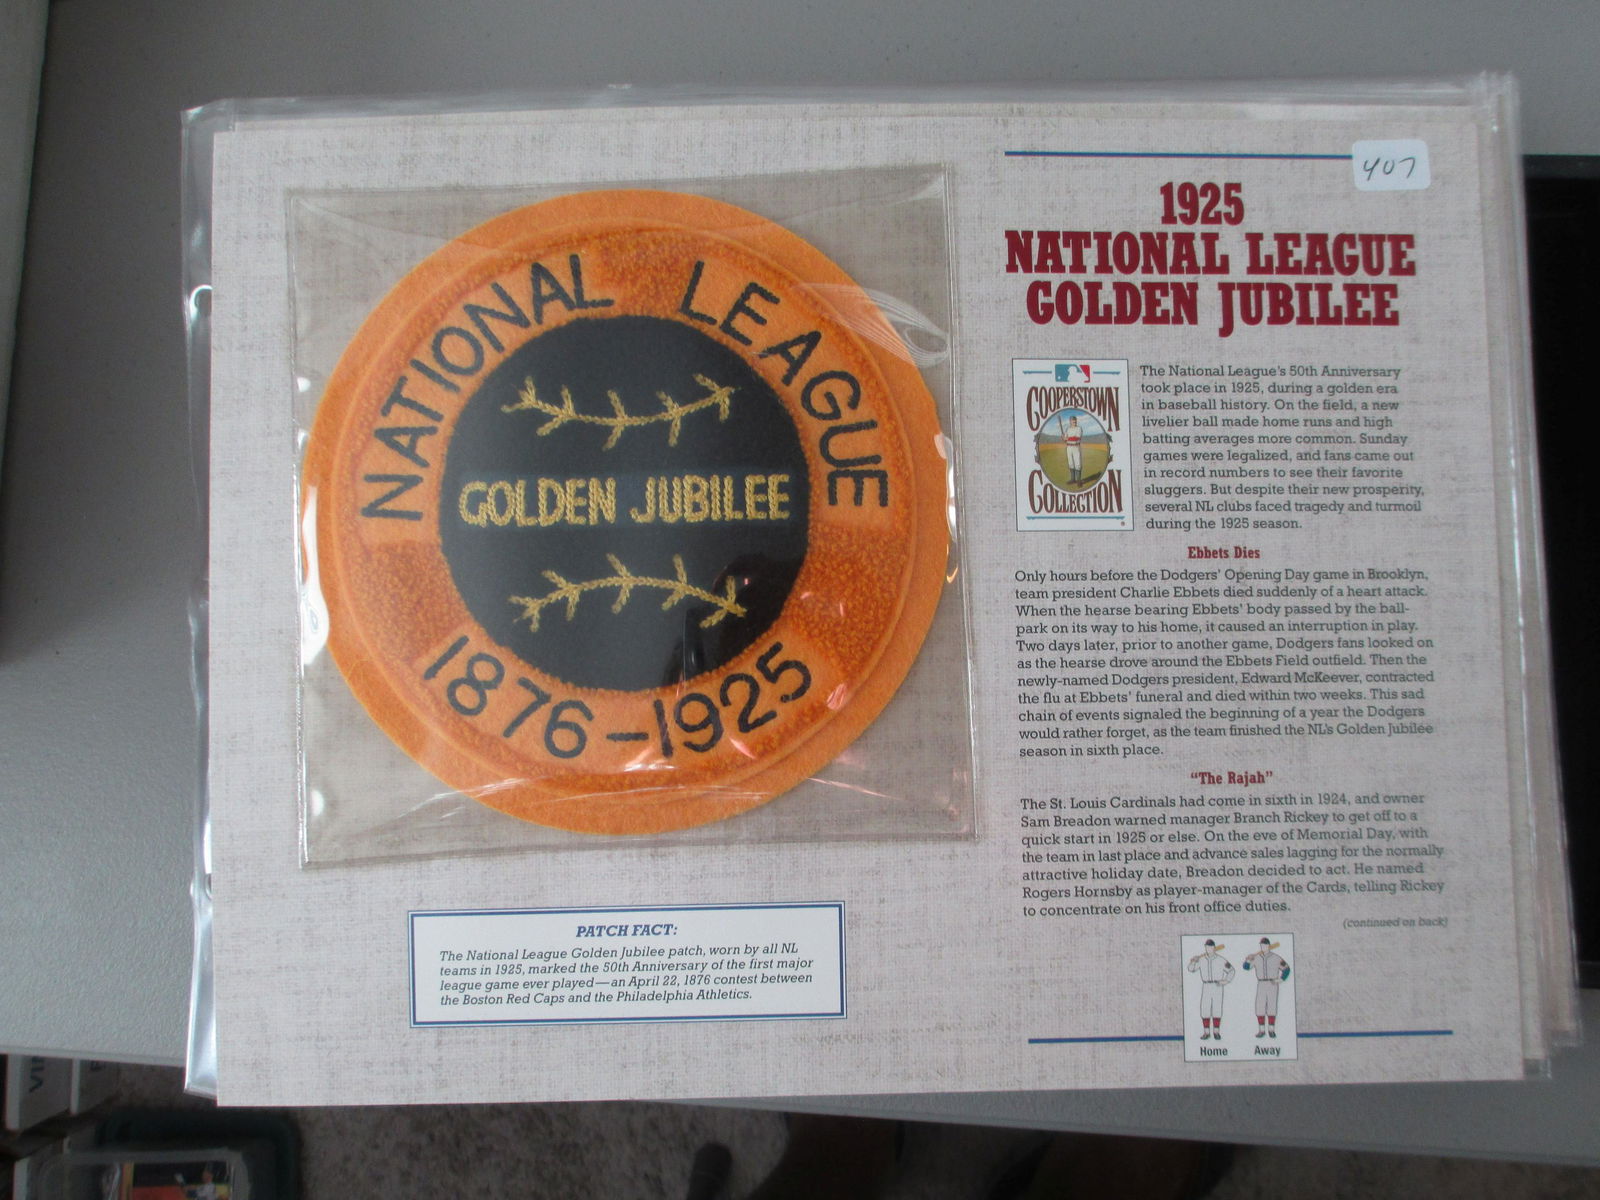 407
1925
NATIONAL LEAGUE
GOLDEN JUBILEE
NATIONAL LEAGUE
GOLDEN JUBILEE
1876-1925
COOPERSTOWN
COLLECTION
The National League's 50th Anniversary
took place in 1925, during a golden era
in baseball history. On the field, a new
livelier ball made home runs and high
batting averages more common. Sunday
games were legalized, and fans came out
in record numbers to see their favorite
sluggers. But despite their new prosperity,
several NL clubs faced tragedy and turmoil
during the 1925 season.
Ebbets Dies
Only hours before the Dodgers' Opening Day game in Brooklyn,
team president Charlie Ebbets died suddenly of a heart attack.
When the hearse bearing Ebbets' body passed by the ball-
park on its way to his home, it caused an interruption in play.
Two days later, prior to another game, Dodgers fans looked on
as the hearse drove around the Ebbets Field outfield. Then the
newly-named Dodgers president, Edward McKeever, contracted
the flu at Ebbets' funeral and died within two weeks. This sad
chain of events signaled the beginning of a year the Dodgers
would rather forget, as the team finished the NL's Golden Jubilee
season in sixth place.
"The Rajah"
The St. Louis Cardinals had come in sixth in 1924, and owner
Sam Breadon warned manager Branch Rickey to get off to a
quick start in 1925 or else. On the eve of Memorial Day, with
the team in last place and advance sales lagging for the normally
attractive holiday date, Breadon decided to act. He named
Rogers Hornsby as player-manager of the Cards, telling Rickey
to concentrate on his front office duties.
(continued on back)
PATCH FACT:
The National League Golden Jubilee patch, worn by all NL
teams in 1925, marked the 50th Anniversary of the first major
league game ever played—an April 22, 1876 contest between
the Boston Red Caps and the Philadelphia Athletics.
Home Away